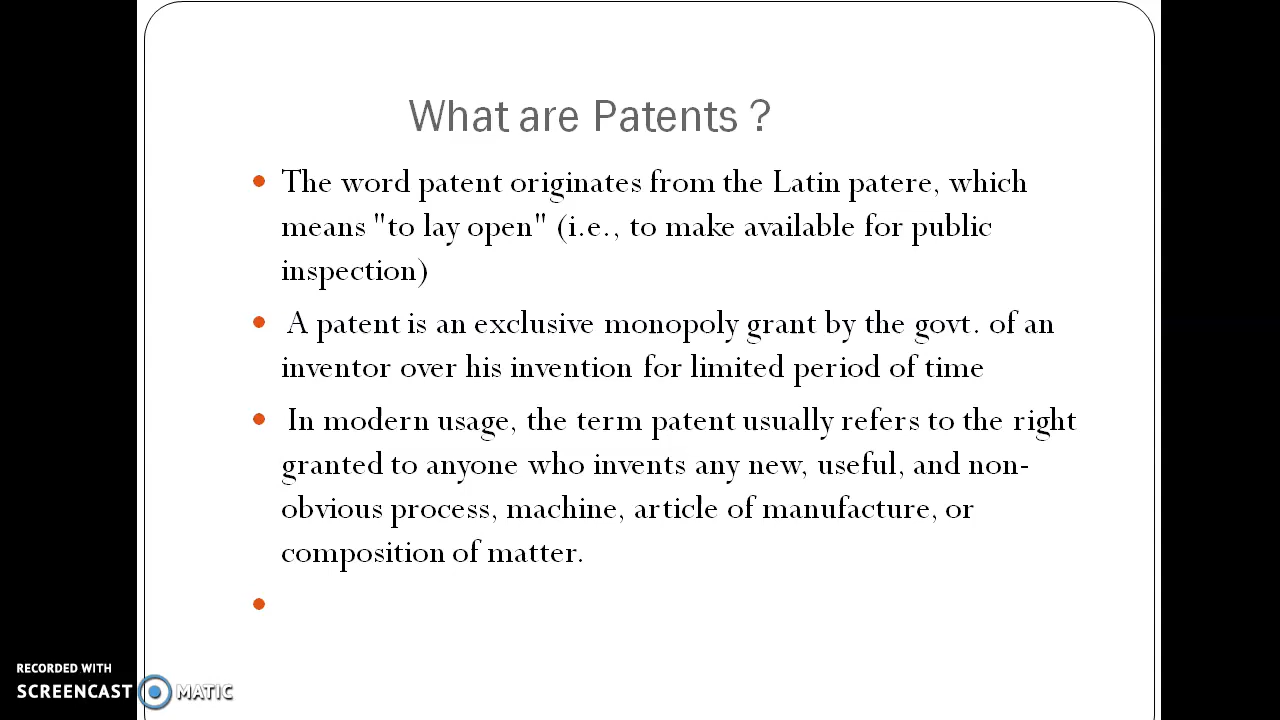 What are Patents ?
• The word patent originates from the Latin patere, which
means "to lay open" (i.e., to make available for public
inspection)
• A patent is an exclusive monopoly grant by the govt. of an
inventor over his invention for limited period of time
• In modern usage, the term patent usually refers to the right
granted to anyone who invents any new, useful, and non-
obvious process, machine, article of manufacture, or
composition of matter.
•
RECORDED WITH
SCREENCAST MATIC